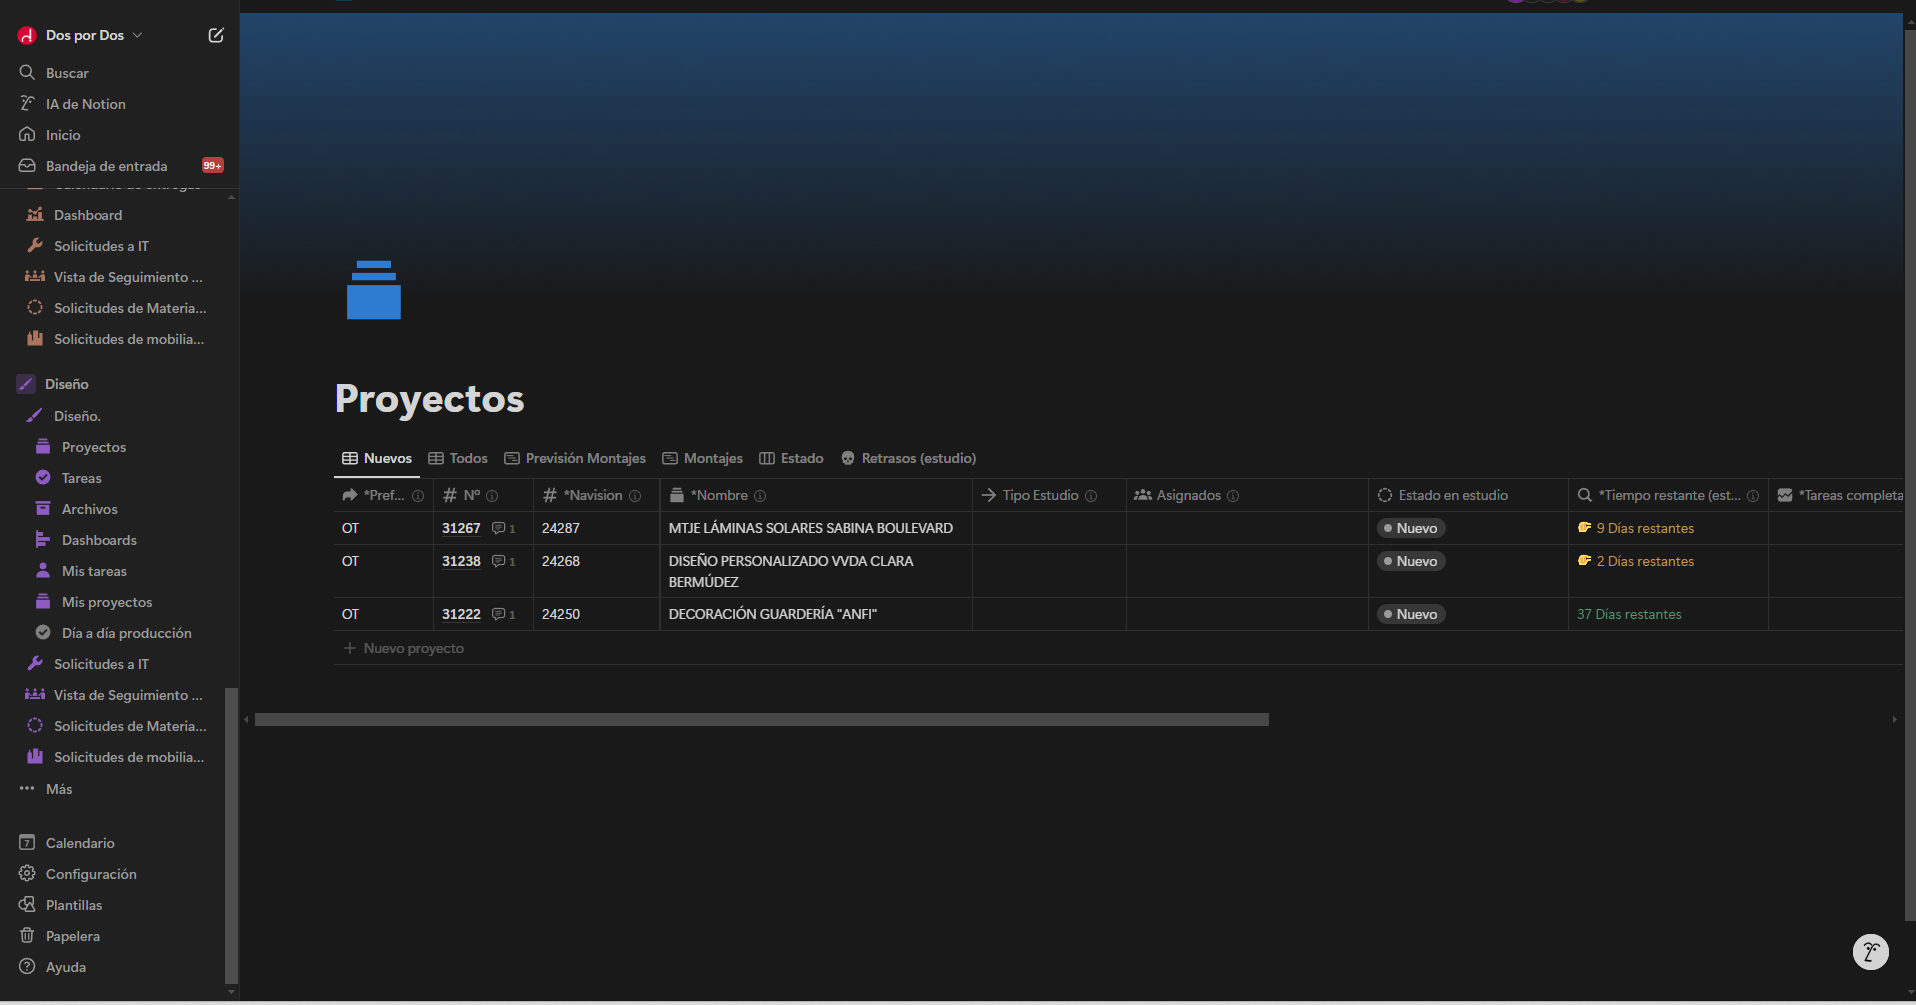 Dos por Dos
Buscar
IA de Notion
Inicio
Bandeja de entrada 99+
Calendario de entregas
Dashboard
Solicitudes a IT
Vista de Seguimiento ...
Solicitudes de Materia...
Solicitudes de mobilia...
Diseño
Diseño.
Proyectos
Tareas
Archivos
Dashboards
Mis tareas
Mis proyectos
Día a día producción
Solicitudes a IT
Vista de Seguimiento ...
Solicitudes de Materia...
Solicitudes de mobilia...
Más
7 Calendario
Configuración
Plantillas
Papelera
Ayuda
Proyectos
Nuevos Todos Previsión Montajes Montajes Estado Retrasos (estudio)
*Pref... Nº *Navision *Nombre Tipo Estudio Asignados Estado en estudio *Tiempo restante (est... *Tareas completa
OT 31267 1 24287 MTJE LÁMINAS SOLARES SABINA BOULEVARD Nuevo 9 Días restantes
OT 31238 1 24268 DISEÑO PERSONALIZADO VVDA CLARA Nuevo 2 Días restantes
BERMÚDEZ
OT 31222 1 24250 DECORACIÓN GUARDERÍA "ANFI" Nuevo 37 Días restantes
Nuevo proyecto